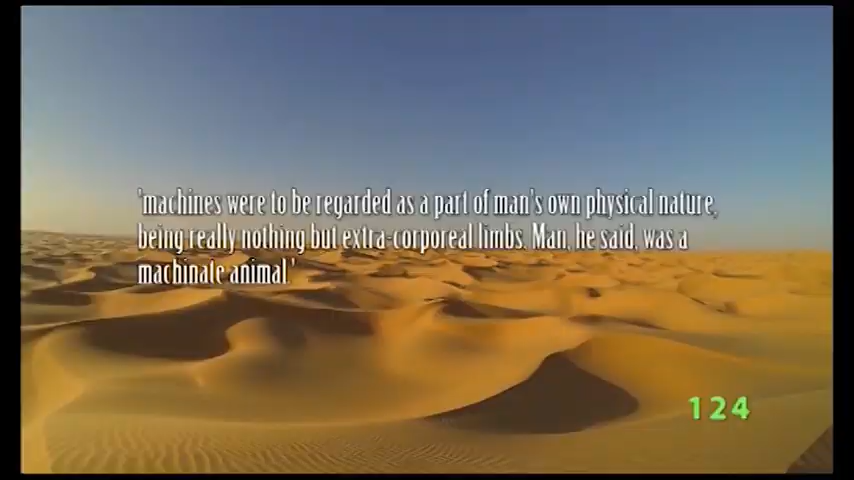 'machines were to be regarded as a part of man's own physical nature,
being really nothing but extra-corporeal limbs. Man, he said, was a
machinate animal.'
124